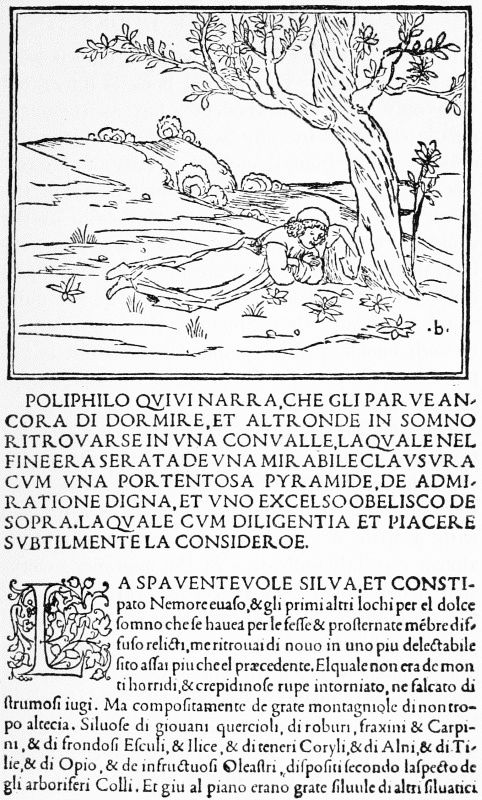 ·b·
POLIPHILO QVIVI NARRA, CHE GLI PARVE AN-
CORA DI DORMIRE, ET ALTRONDE IN SOMNO
RITROVARSE IN VNA CONVALLE, LAQVALE NEL
FINE ERA SERATA DE VNA MIRABILE CLAVSVRA
CVM VNA PORTENTOSA PYRAMIDE, DE ADMI-
RATIONE DIGNA, ET VNO EXCELSO OBELISCO DE
SOPRA. LAQVALE CVM DILIGENTIA ET PIACERE
SVBTILMENTE LA CONSIDEROE.
LA SPAVENTEVOLE SILVA, ET CONSTI-
pato Nemore euaso, & gli primi altri lochi per el dolce
somno che se hauea per le fesse & prosternate mẽbre dif-
fuso relicti, me ritrouai di nouo in uno piu delectabile
sito assai piu che el præcedente. El quale non era de mon
ti horridi, & crepidinose rupe intorniato, ne falcato di
strumosi iugi. Ma compositamente de grate montagniole di non tro-
po altecia. Siluose di giouani quercioli, di roburi, fraxini & Carpi-
ni, & di frondosi Esculi, & Ilice, & di teneri Coryli, & di Alni, & di Ti-
lie, & di Opio, & de infructuosi Oleastri, dispositi secondo laspecto de
gli arboriferi Colli. Et giu al piano erano grate siluule di altri siluatici